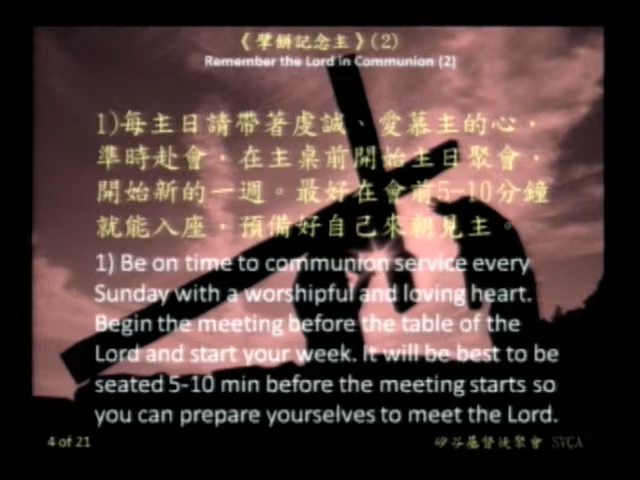 《擘餅記念主》(2)
Remember the Lord in Communion (2)
1)每主日請帶著虔誠、愛慕主的心，
準時赴會，在主桌前開始主日聚會，
開始新的一週。最好在會前5-10分鐘
就能入座，預備好自己來朝見主。
1) Be on time to communion service every
Sunday with a worshipful and loving heart.
Begin the meeting before the table of the
Lord and start your week. It will be best to be
seated 5-10 min before the meeting starts so
you can prepare yourselves to meet the Lord.
4 of 21
矽谷基督徒聚會 SVCA